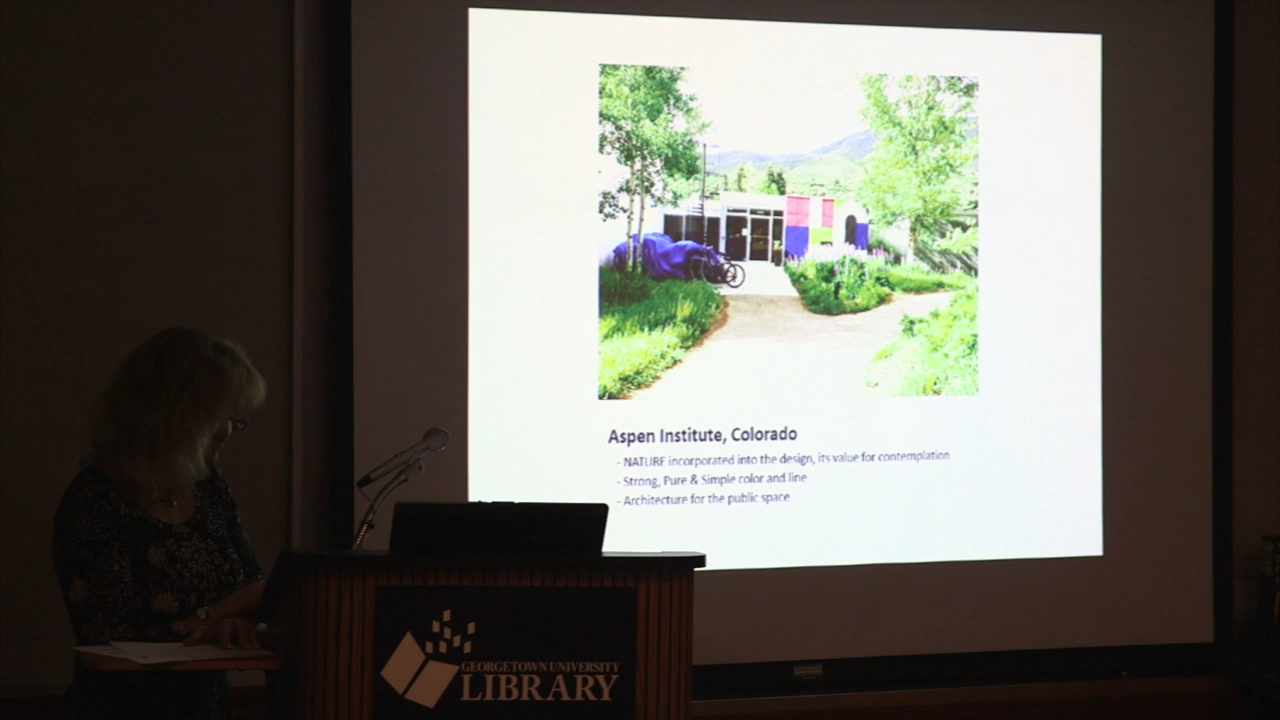 Aspen Institute, Colorado
- NATURE incorporated into the design, its value for contemplation
- Strong, Pure & Simple color and line
- Architecture for the public space
GEORGETOWN UNIVERSITY
LIBRARY